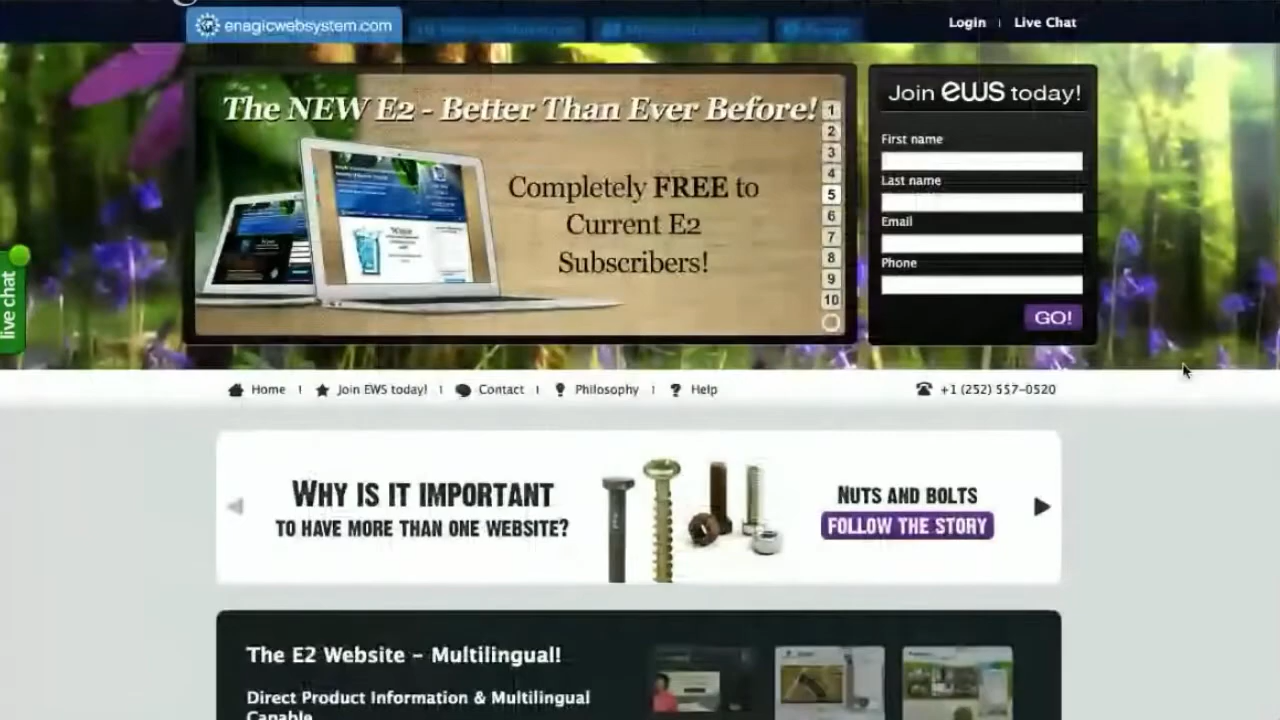 enagicwebsystem.com
Login
Live Chat
The NEW E2 - Better Than Ever Before!
Completely FREE to
Current E2
Subscribers!
1
2
3
4
5
6
7
8
9
10
Join ews today!
First name
Last name
Email
Phone
GO!
live chat
Home
Join EWS today!
Contact
Philosophy
Help
+1 (252) 557-0520
WHY IS IT IMPORTANT
TO HAVE MORE THAN ONE WEBSITE?
NUTS AND BOLTS
FOLLOW THE STORY
The E2 Website - Multilingual!
Direct Product Information & Multilingual
Capable